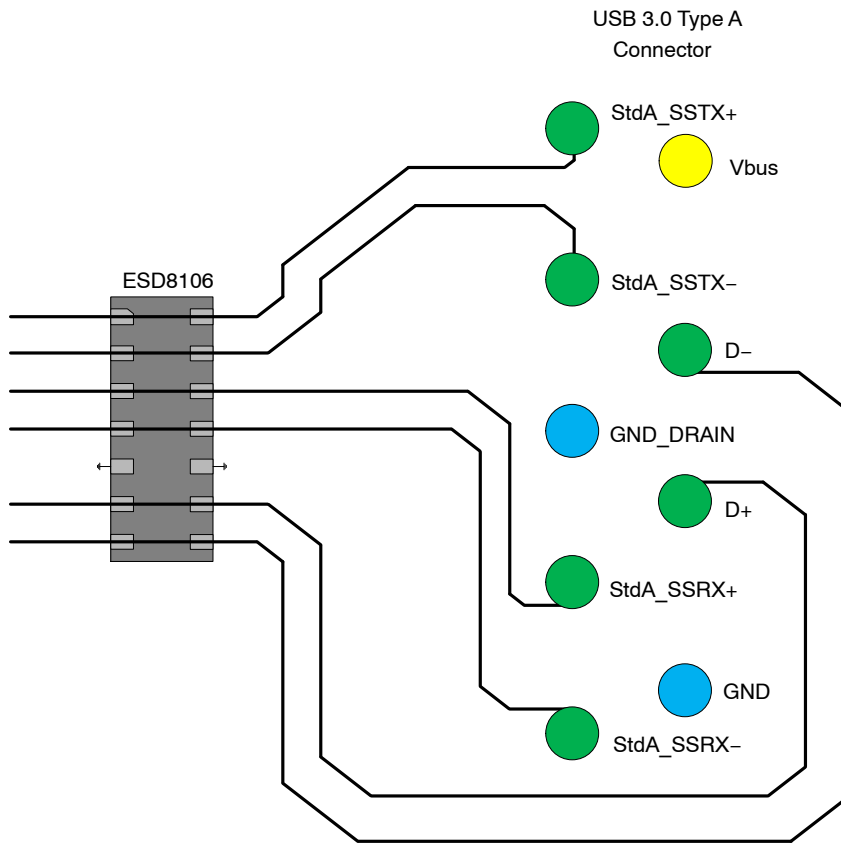 USB 3.0 Type A
Connector
StdA_SSTX+
Vbus
ESD8106
StdA_SSTX−
D−
GND_DRAIN
D+
StdA_SSRX+
GND
StdA_SSRX−